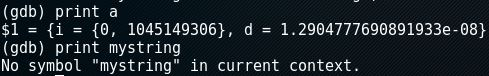 (gdb) print a
$1 = {i = {0, 1045149306}, d = 1.2904777690891933e-08}
(gdb) print mystring
No symbol "mystring" in current context.